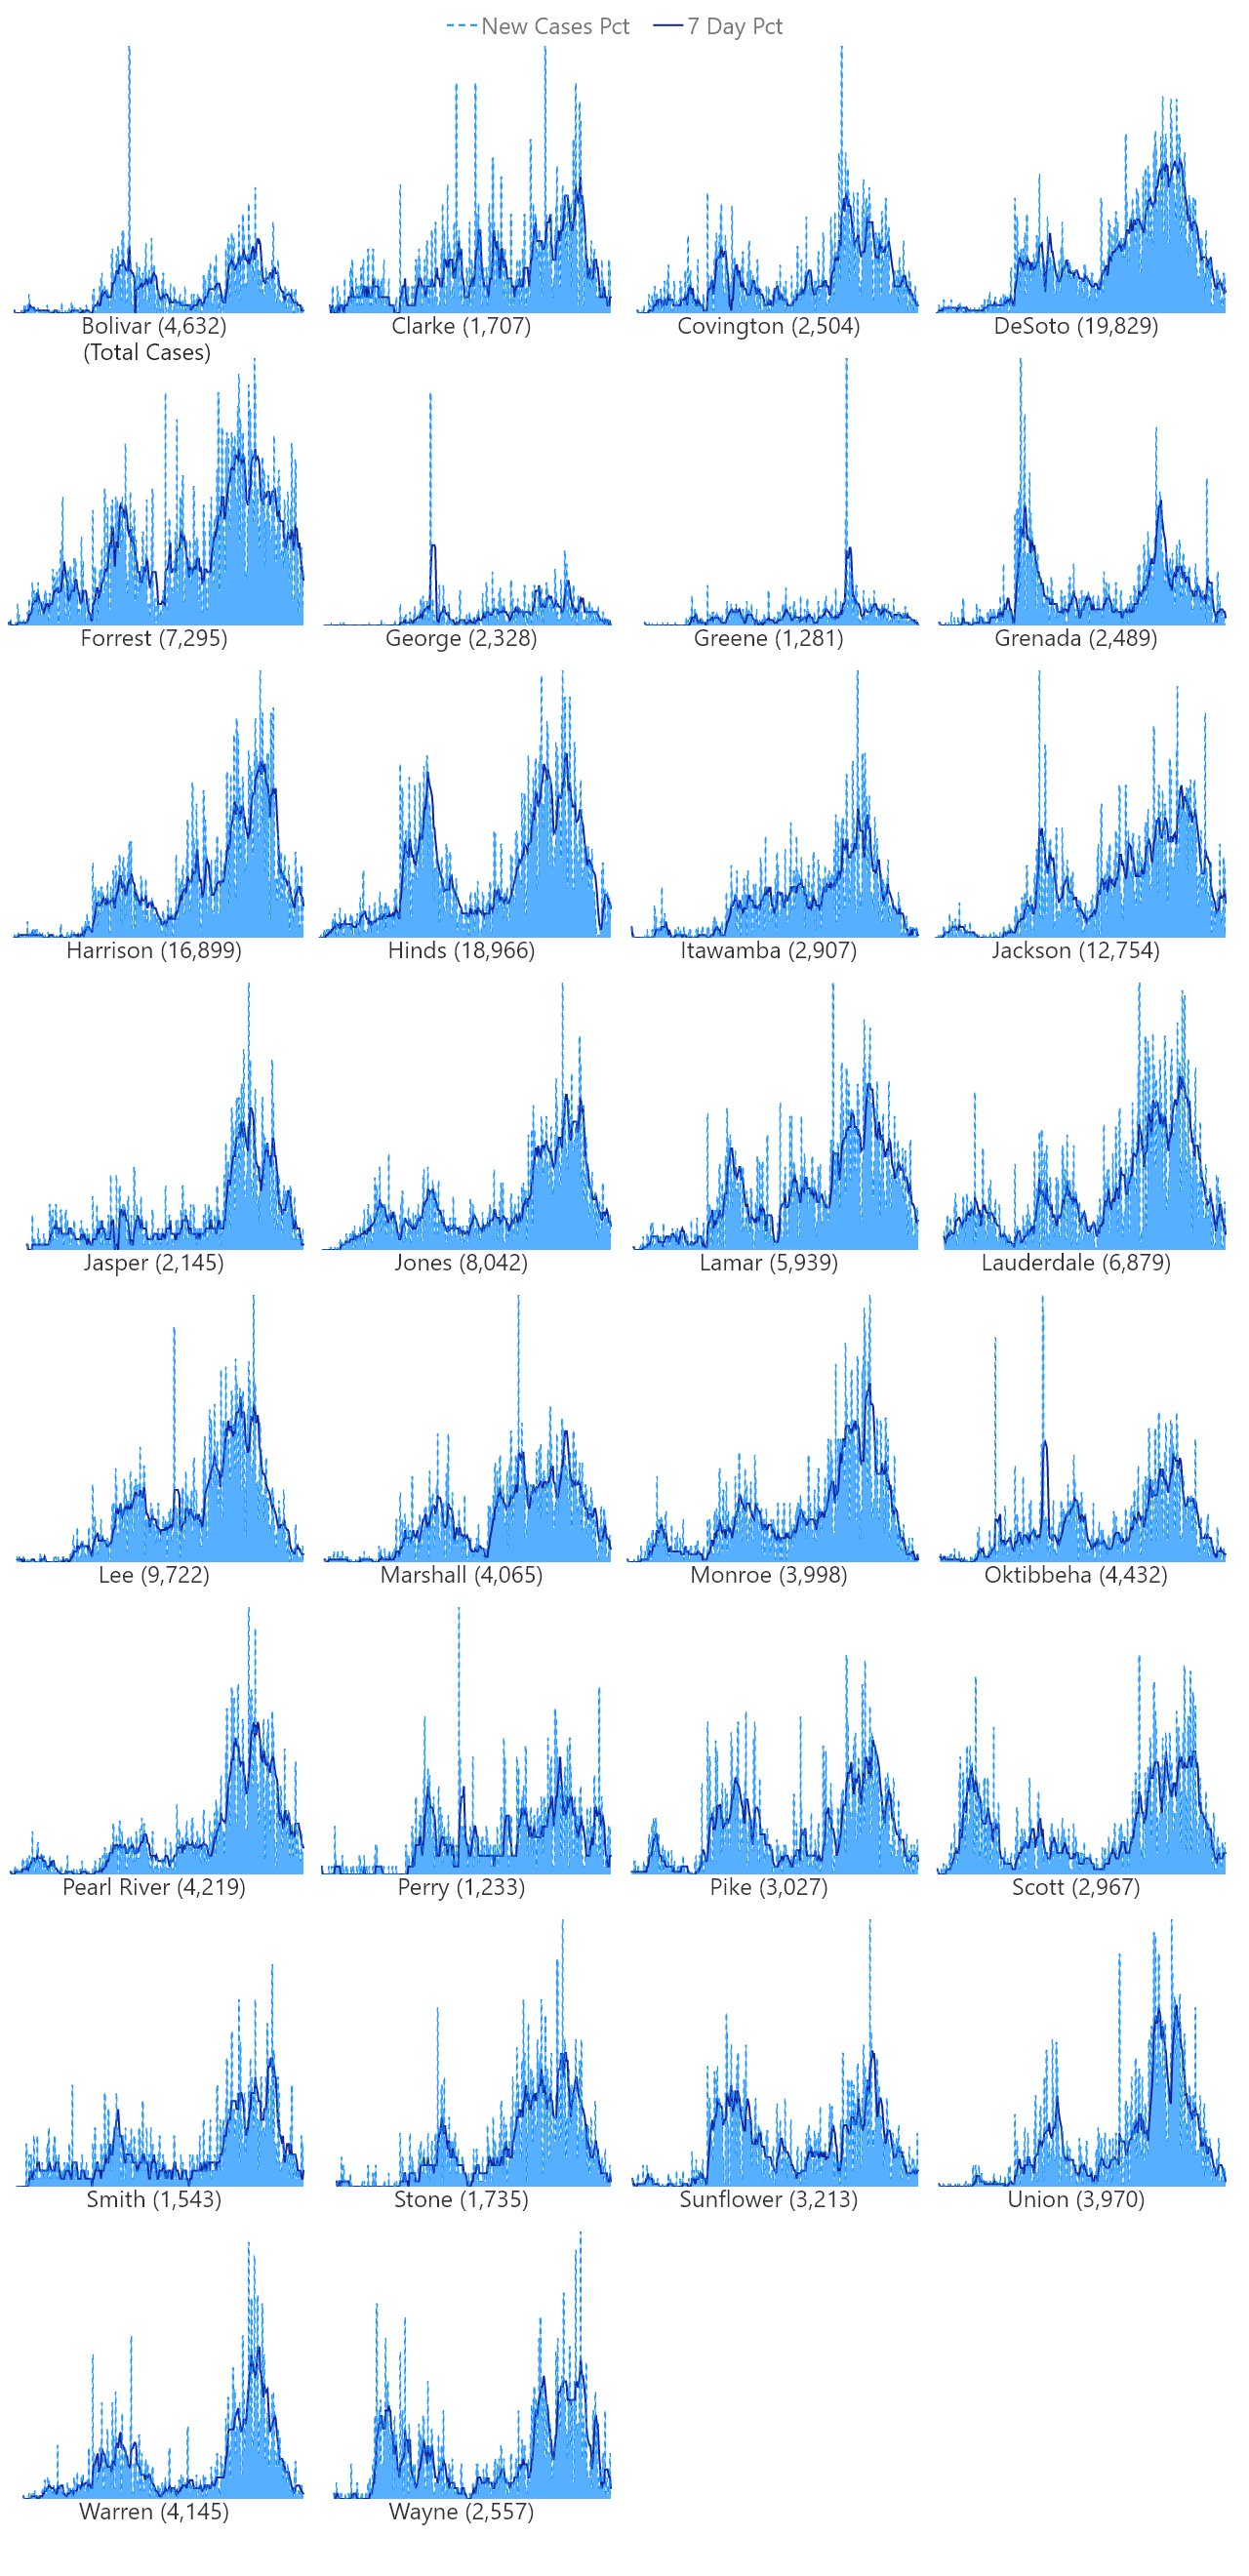 New Cases Pct 7 Day Pct
Bolivar (4,632) Clarke (1,707) Covington (2,504) DeSoto (19,829)
(Total Cases)
Forrest (7,295) George (2,328) Greene (1,281) Grenada (2,489)
Harrison (16,899) Hinds (18,966) Itawamba (2,907) Jackson (12,754)
Jasper (2,145) Jones (8,042) Lamar (5,939) Lauderdale (6,879)
Lee (9,722) Marshall (4,065) Monroe (3,998) Oktibbeha (4,432)
Pearl River (4,219) Perry (1,233) Pike (3,027) Scott (2,967)
Smith (1,543) Stone (1,735) Sunflower (3,213) Union (3,970)
Warren (4,145) Wayne (2,557)